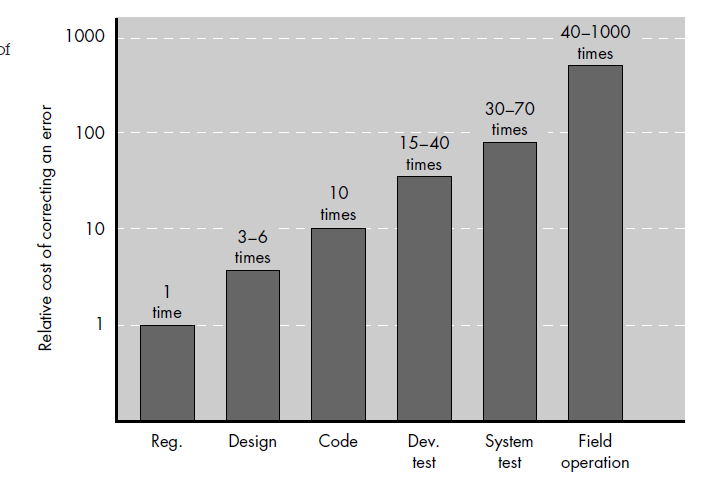 of
Relative cost of correcting an error
1000
100
10
1
1
time
3–6
times
10
times
15–40
times
30–70
times
40–1000
times
Reg.
Design
Code
Dev.
test
System
test
Field
operation